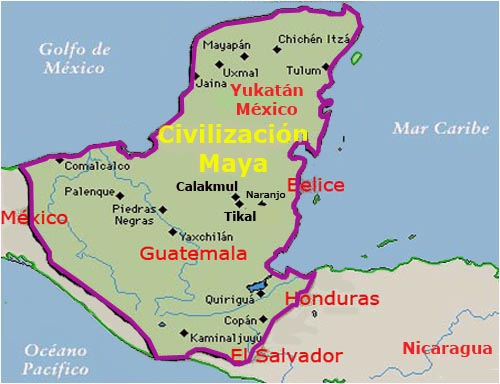 Golfo de
México
Mayapán
Chichén Itzá
Uxmal
Tulum
Jaina
Yukatán
México
Mar Caribe
Civilización
Maya
Comalcalco
Palenque
Calakmul
Naranjo
Belice
México
Piedras
Negras
Tikal
Yaxchilán
Guatemala
Quiriguá
Honduras
Copán
Kaminaljuyú
El Salvador
Nicaragua
Océano
Pacífico